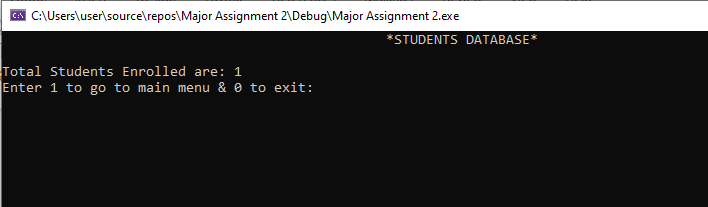 C:\Users\user\source\repos\Major Assignment 2\Debug\Major Assignment 2.exe
*STUDENTS DATABASE*
Total Students Enrolled are: 1
Enter 1 to go to main menu & 0 to exit: